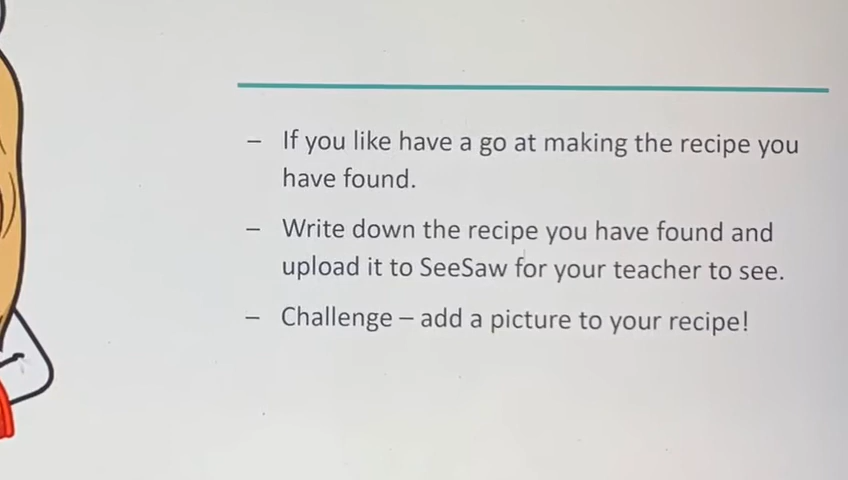 – If you like have a go at making the recipe you
have found.
– Write down the recipe you have found and
upload it to SeeSaw for your teacher to see.
– Challenge – add a picture to your recipe!